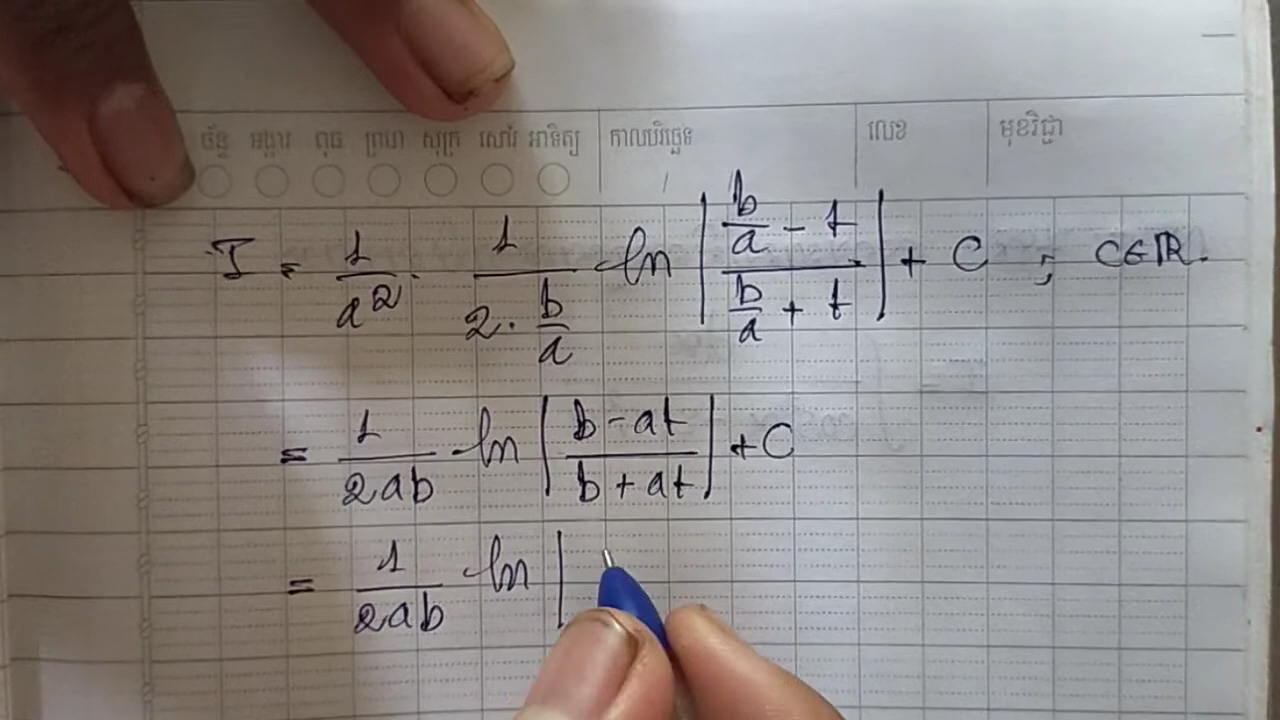 ច័ន្ទ អង្គារ ពុធ ព្រហ សុក្រ សៅរ៍ អាទិត្យ កាលបរិច្ឆេទ លេខ មុខវិជ្ជា
I = 1/a² · 1/(2 · b/a) ln |(b/a - t)/(b/a + t)| + C ; C∈ℝ.
= 1/(2ab) ln |(b - at)/(b + at)| + C
= 1/(2ab) ln |